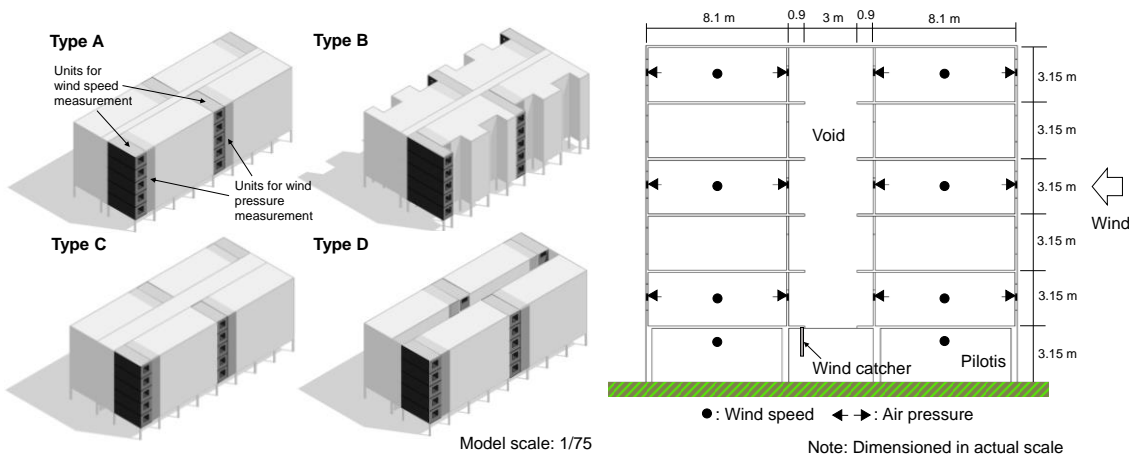 Type A
Type B
Units for
wind speed
measurement
Units for wind
pressure
measurement
Type C
Type D
Model scale: 1/75
8.1 m
0.9
3 m
0.9
8.1 m
3.15 m
3.15 m
Void
3.15 m
Wind
3.15 m
3.15 m
3.15 m
Wind catcher
Pilotis
: Wind speed
: Air pressure
Note: Dimensioned in actual scale